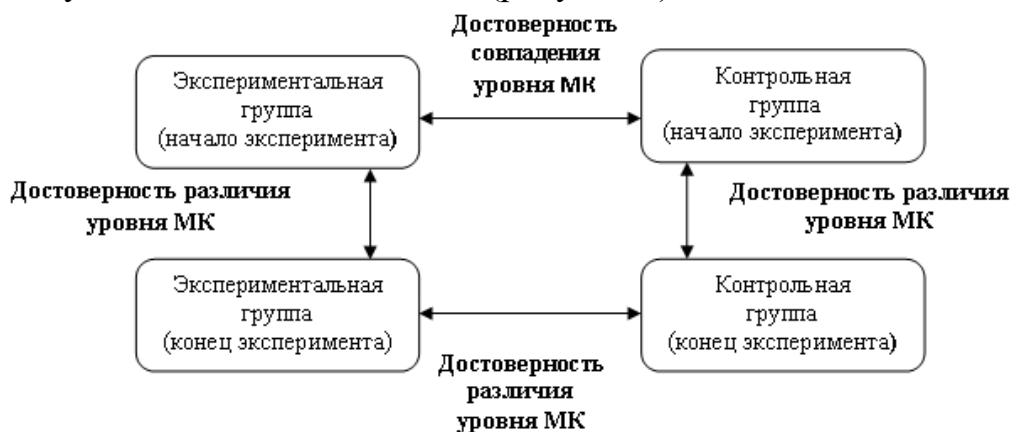 Достоверность
совпадения
уровня МК
Экспериментальная
группа
(начало эксперимента)
Контрольная
группа
(начало эксперимента)
Достоверность различия
уровня МК
Достоверность различия
уровня МК
Экспериментальная
группа
(конец эксперимента)
Контрольная
группа
(конец эксперимента)
Достоверность
различия
уровня МК